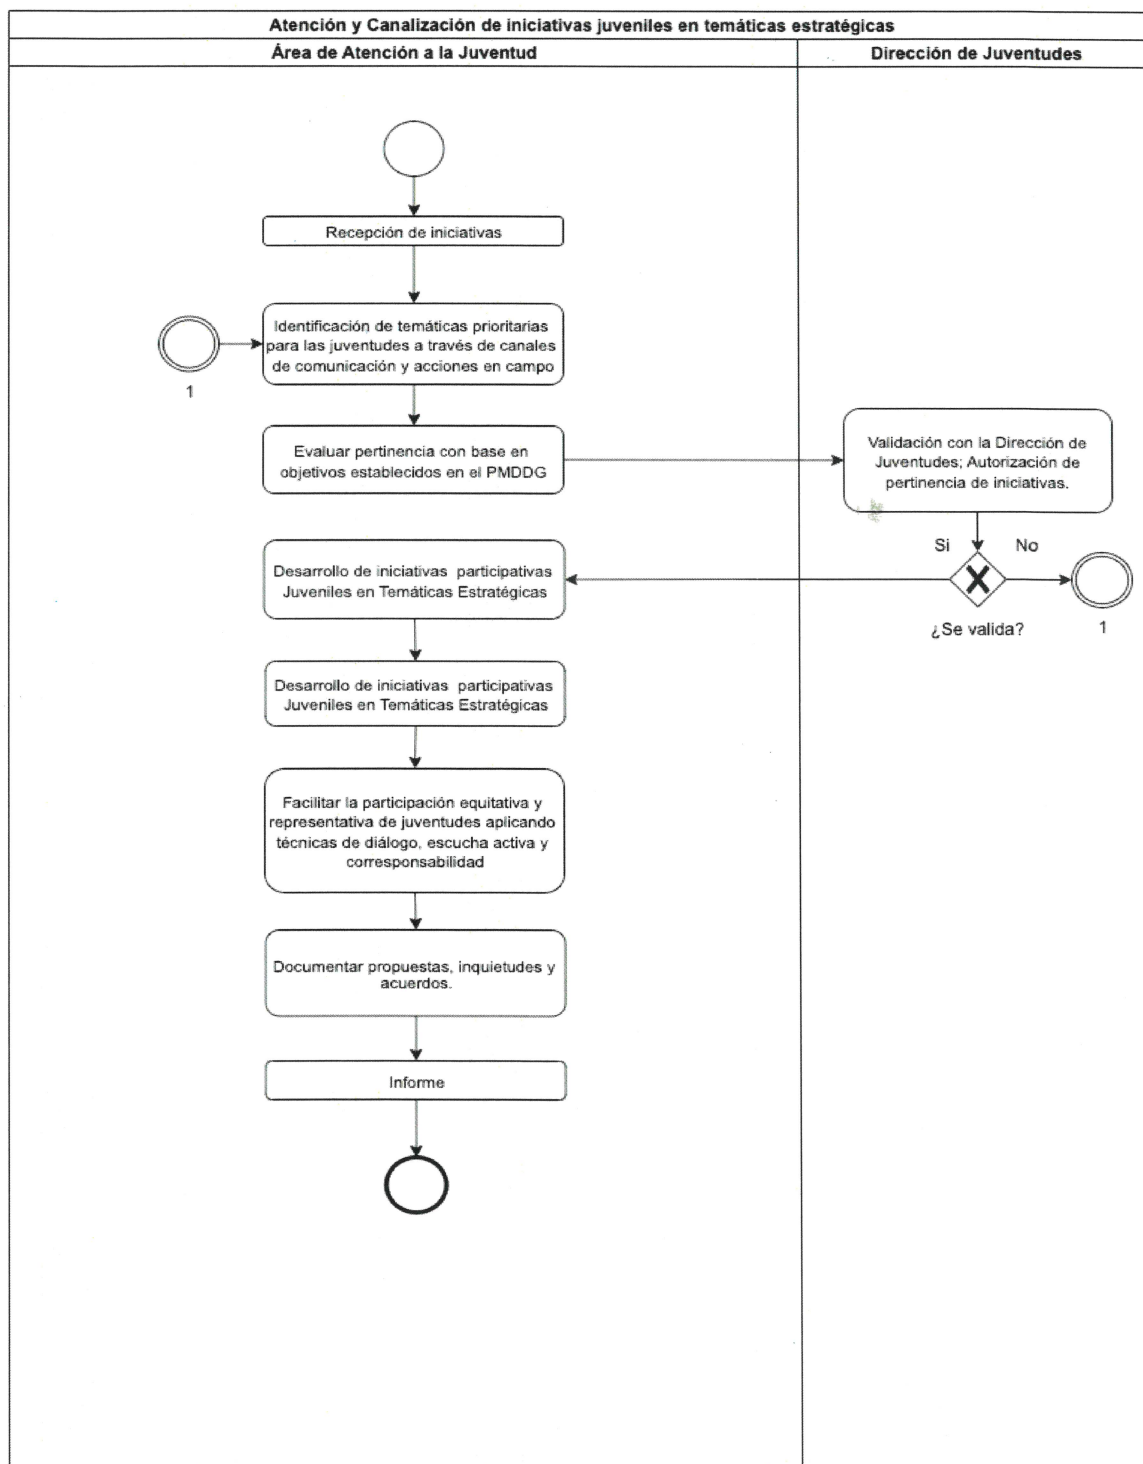 Atención y Canalización de iniciativas juveniles en temáticas estratégicas
Área de Atención a la Juventud
Dirección de Juventudes
Recepción de iniciativas
Identificación de temáticas prioritarias
para las juventudes a través de canales
de comunicación y acciones en campo
1
Evaluar pertinencia con base en
objetivos establecidos en el PMDDG
Validación con la Dirección de
Juventudes; Autorización de
pertinencia de iniciativas.
Si
No
¿Se valida?
1
Desarrollo de iniciativas participativas
Juveniles en Temáticas Estratégicas
Desarrollo de iniciativas participativas
Juveniles en Temáticas Estratégicas
Facilitar la participación equitativa y
representativa de juventudes aplicando
técnicas de diálogo, escucha activa y
corresponsabilidad
Documentar propuestas, inquietudes y
acuerdos.
Informe